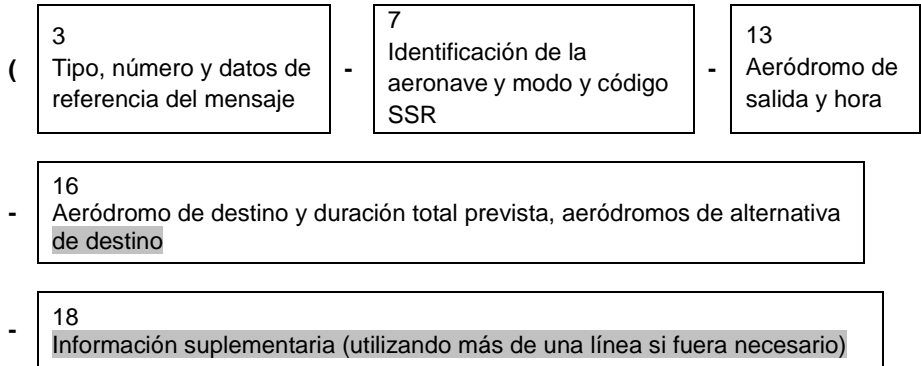 (
3
Tipo, número y datos de
referencia del mensaje
-
7
Identificación de la
aeronave y modo y código
SSR
-
13
Aeródromo de
salida y hora
-
16
Aeródromo de destino y duración total prevista, aeródromos de alternativa
de destino
-
18
Información suplementaria (utilizando más de una línea si fuera necesario)